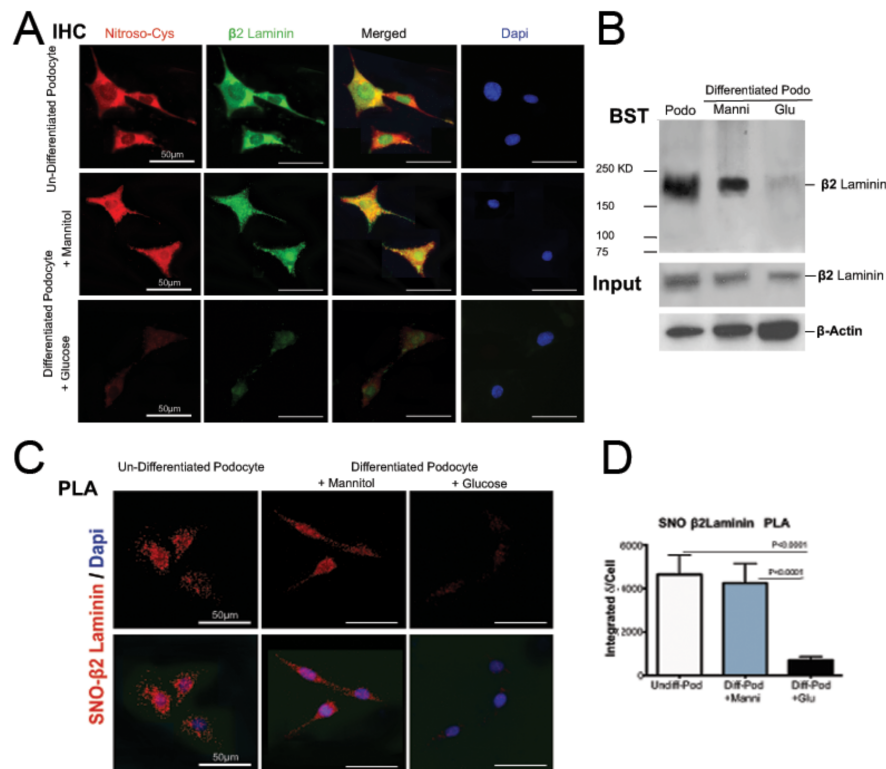 A
IHC
Nitroso-Cys
β2 Laminin
Merged
Dapi
Un-Differentiated Podocyte
50μm
Differentiated Podocyte
+ Mannitol
50μm
+ Glucose
50μm
B
Differentiated Podo
BST
Podo
Manni
Glu
250 KD
150
100
75
β2 Laminin
Input
β2 Laminin
β-Actin
C
PLA
Un-Differentiated Podocyte
Differentiated Podocyte
+ Mannitol
+ Glucose
SNO-β2 Laminin / Dapi
50μm
50μm
D
SNO β2Laminin PLA
P<0.0001
P<0.0001
Integrated δ/Cell
6000
4000
2000
0
Undiff-Pod
Diff-Pod
+Manni
Diff-Pod
+Glu